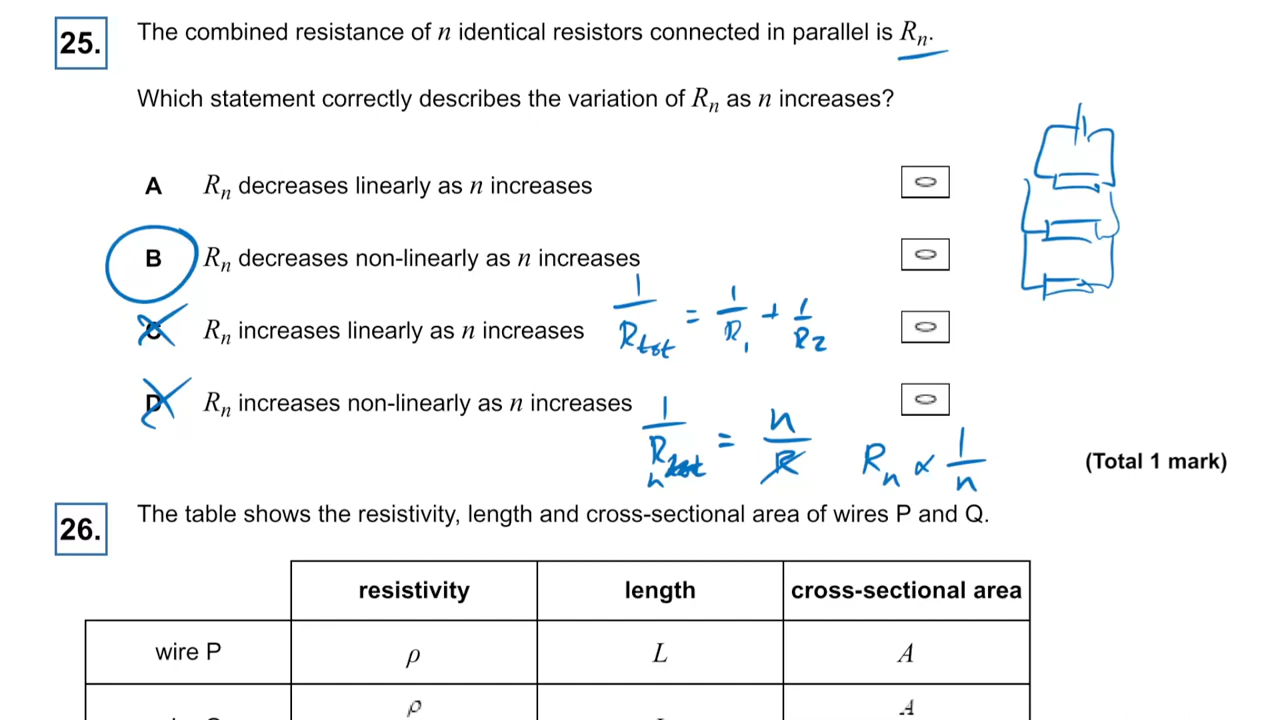 25. The combined resistance of n identical resistors connected in parallel is Rₙ.
Which statement correctly describes the variation of Rₙ as n increases?
A Rₙ decreases linearly as n increases
B Rₙ decreases non-linearly as n increases
C Rₙ increases linearly as n increases
1/Rtot = 1/R₁ + 1/R2
D Rₙ increases non-linearly as n increases
1/Rn = n/R Rn ∝ 1/n
(Total 1 mark)
26. The table shows the resistivity, length and cross-sectional area of wires P and Q.
resistivity length cross-sectional area
wire P ρ L A
ρ A